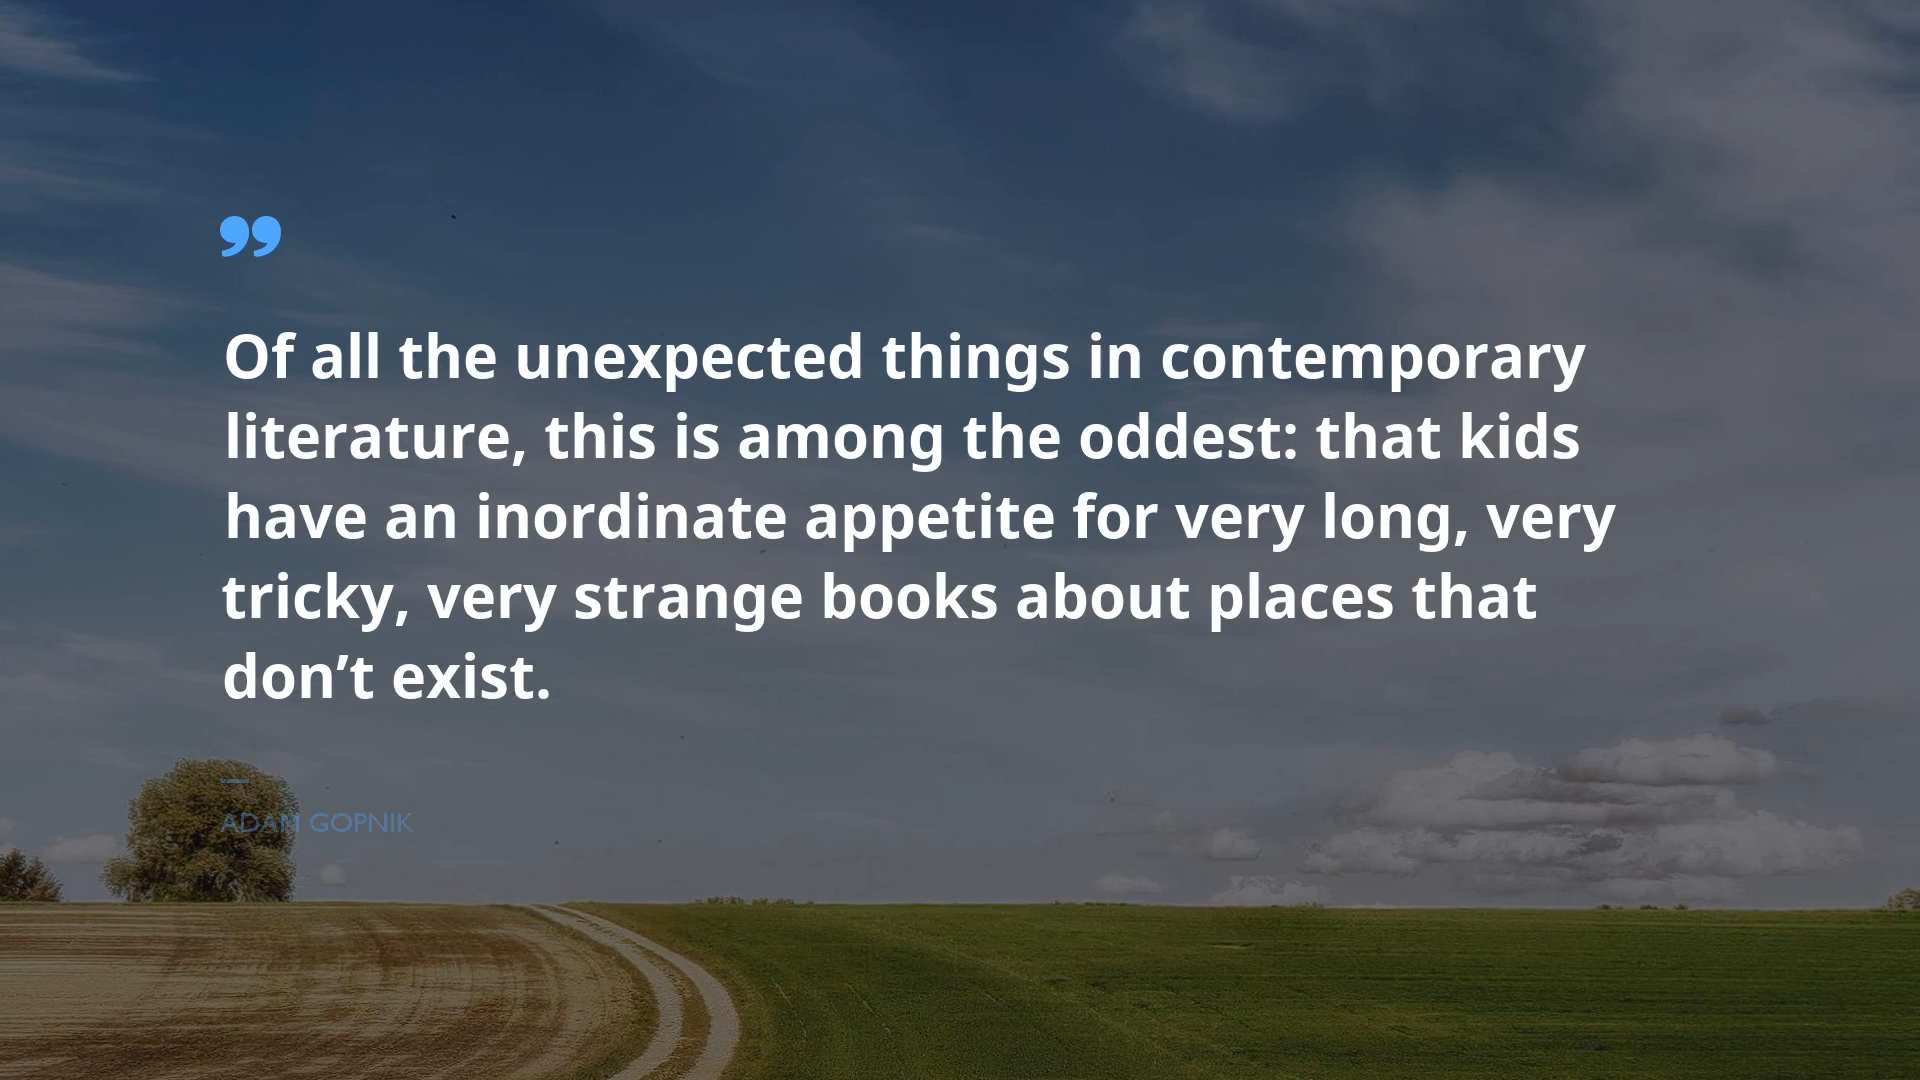 ”
Of all the unexpected things in contemporary
literature, this is among the oddest: that kids
have an inordinate appetite for very long, very
tricky, very strange books about places that
don’t exist.
—
ADAM GOPNIK